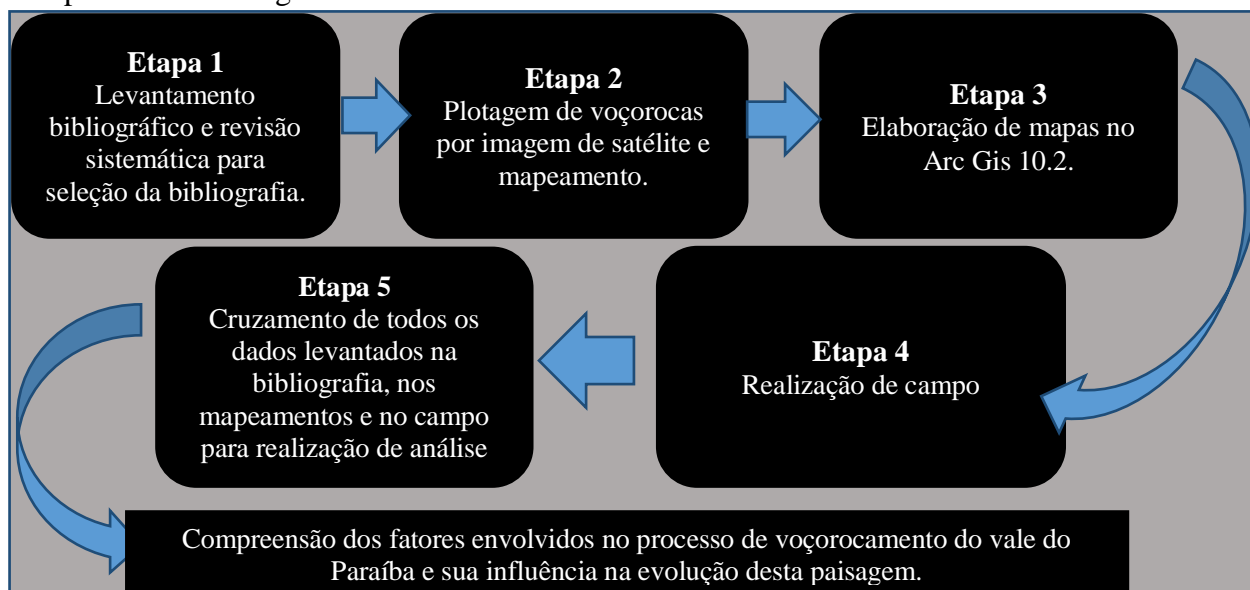 Etapa 1
Levantamento
bibliográfico e revisão
sistemática para
seleção da bibliografia.
Etapa 2
Plotagem de voçorocas
por imagem de satélite e
mapeamento.
Etapa 3
Elaboração de mapas no
Arc Gis 10.2.
Etapa 4
Realização de campo
Etapa 5
Cruzamento de todos os
dados levantados na
bibliografia, nos
mapeamentos e no campo
para realização de análise
Compreensão dos fatores envolvidos no processo de voçorocamento do vale do
Paraíba e sua influência na evolução desta paisagem.